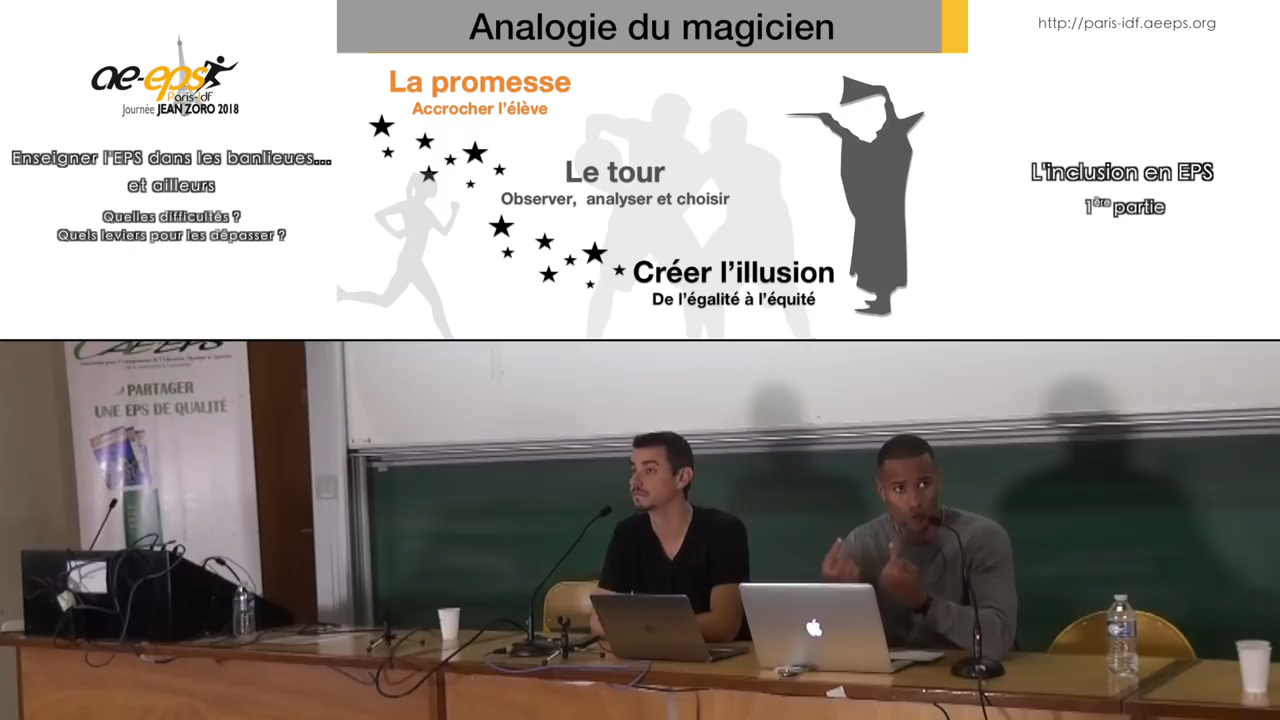 ae-eps
Paris-Idf
Journée JEAN ZORO 2018
Enseigner l'EPS dans les banlieues...
et ailleurs
Quelles difficultés ?
Quels leviers pour les dépasser ?
Analogie du magicien
La promesse
Accrocher l'élève
Le tour
Observer, analyser et choisir
Créer l'illusion
De l'égalité à l'équité
http://paris-idf.aeeps.org
L'inclusion en EPS
1ère partie
AEEPS
PARTAGER
UNE EPS DE QUALITÉ